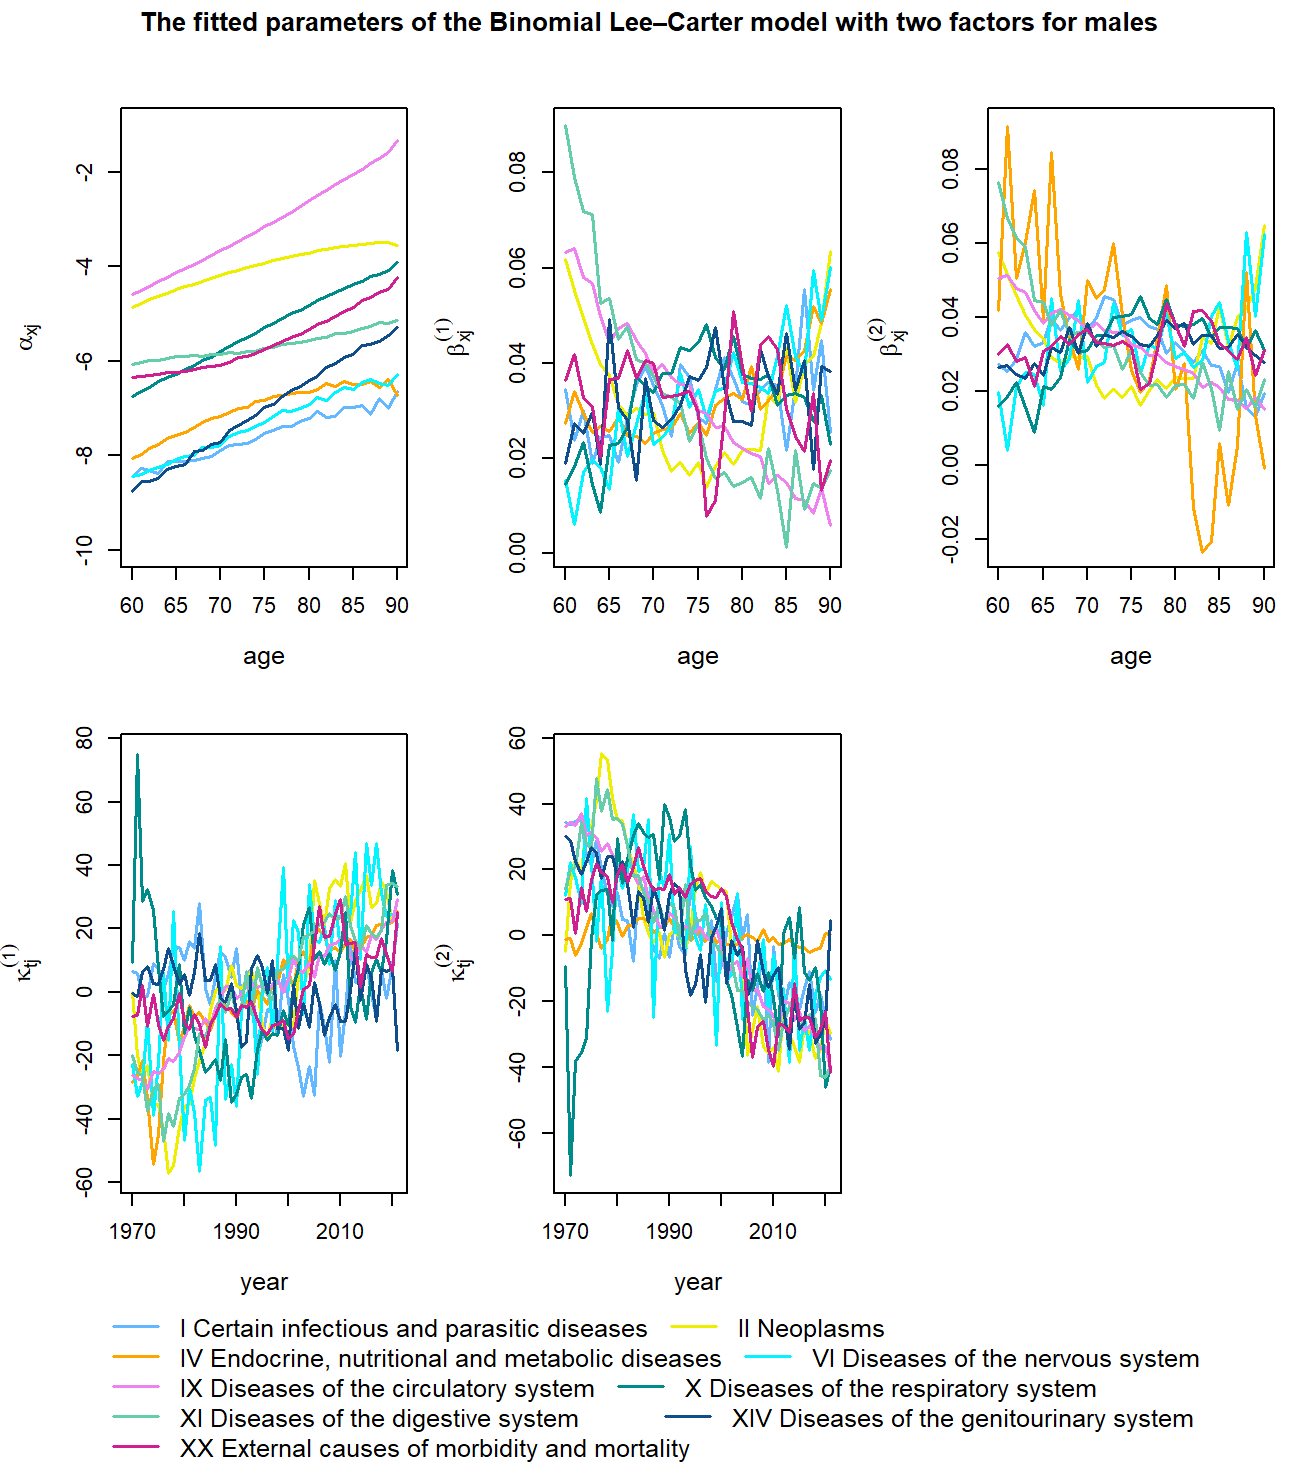 The fitted parameters of the Binomial Lee–Carter model with two factors for males
αxj
-2
-4
-6
-8
-10
60 65 70 75 80 85 90
age
βxj(1)
0.08
0.06
0.04
0.02
0.00
60 65 70 75 80 85 90
age
βxj(2)
0.08
0.06
0.04
0.02
0.00
-0.02
60 65 70 75 80 85 90
age
κtj(1)
80
60
40
20
0
-20
-40
-60
1970 1990 2010
year
κtj(2)
60
40
20
0
-20
-40
-60
1970 1990 2010
year
I Certain infectious and parasitic diseases II Neoplasms
IV Endocrine, nutritional and metabolic diseases VI Diseases of the nervous system
IX Diseases of the circulatory system X Diseases of the respiratory system
XI Diseases of the digestive system XIV Diseases of the genitourinary system
XX External causes of morbidity and mortality